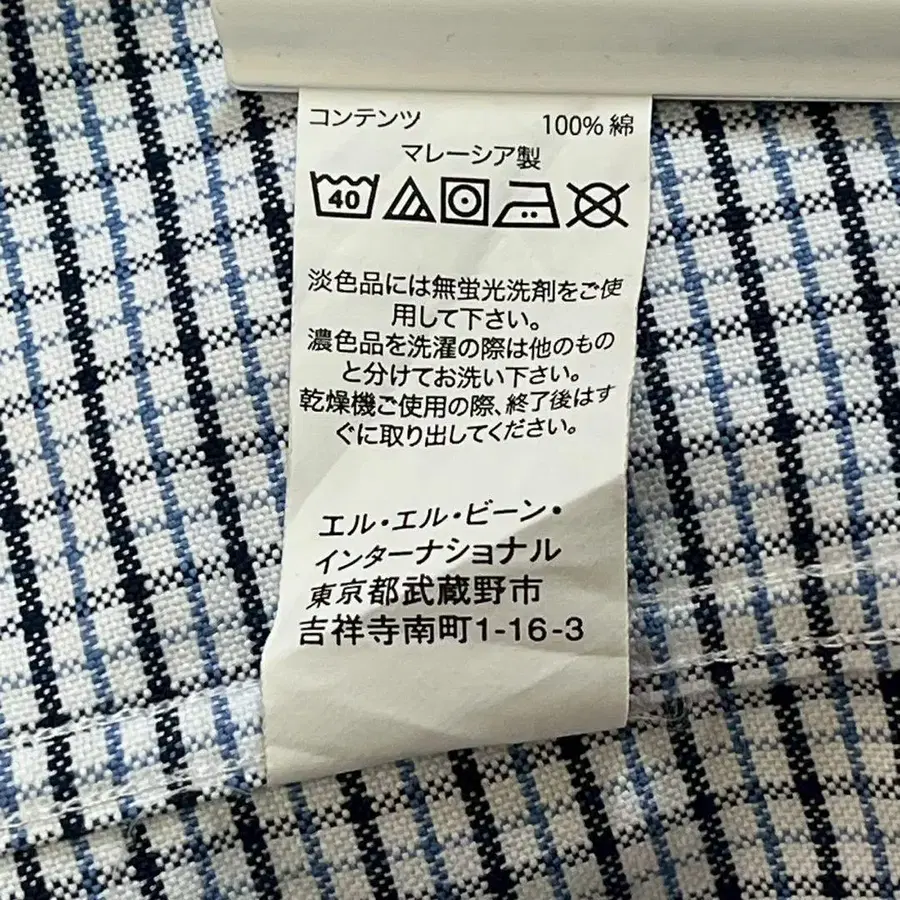 コンテンツ 100% 綿
マレーシア製
40
淡色品には無蛍光洗剤をご使
用して下さい。
濃色品を洗濯の際は他のもの
と分けてお洗い下さい。
乾燥機ご使用の際、終了後はす
ぐに取り出してください。
エル・エル・ビーン・
インターナショナル
東京都武蔵野市
吉祥寺南町1-16-3